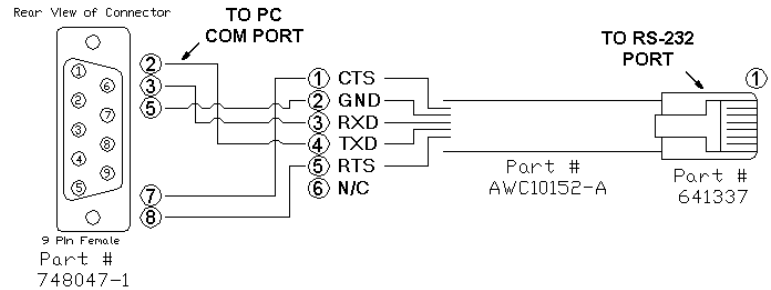 Rear View of Connector
TO PC
COM PORT
TO RS-232
PORT
1
6
2
7
3
8
4
9
5
2
3
5
7
8
1 CTS
2 GND
3 RXD
4 TXD
5 RTS
6 N/C
1
Part #
AWC10152-A
Part #
641337
9 Pin Female
Part #
748047-1